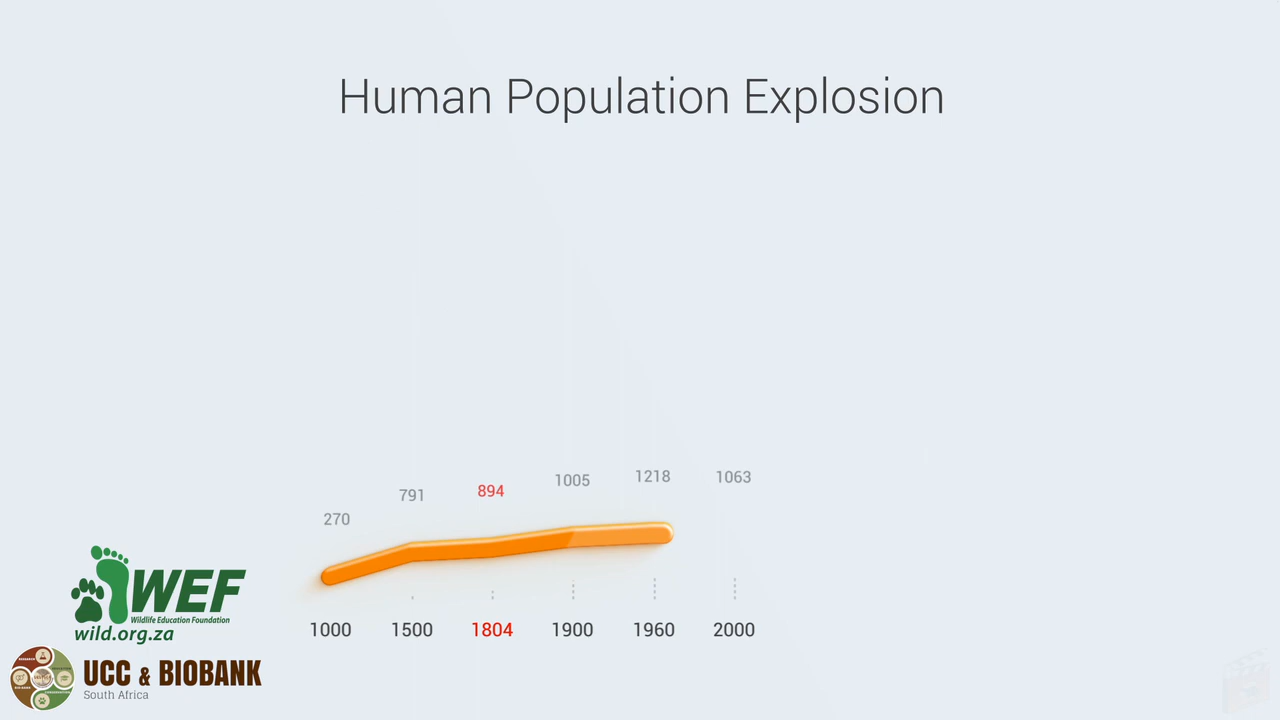 Human Population Explosion
270
791
894
1005
1218
1063
1000
1500
1804
1900
1960
2000
WEF
Wildlife Education Foundation
wild.org.za
UCC & BIOBANK
South Africa